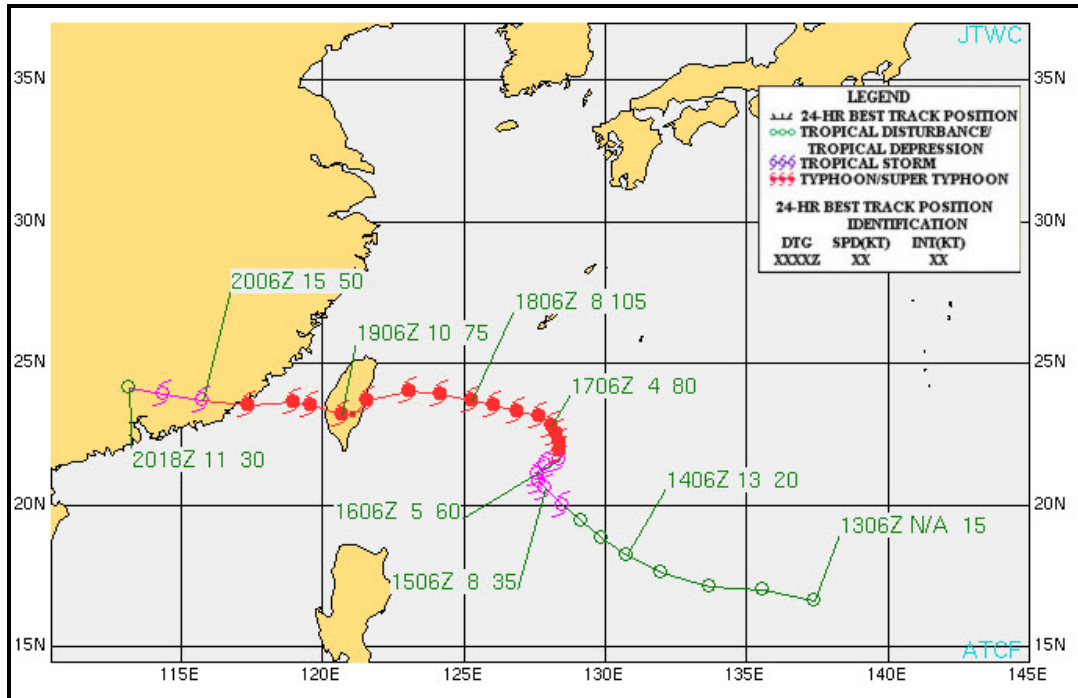 JTWC
35N
35N
LEGEND
24-HR BEST TRACK POSITION
TROPICAL DISTURBANCE/
TROPICAL DEPRESSION
TROPICAL STORM
TYPHOON/SUPER TYPHOON
24-HR BEST TRACK POSITION
IDENTIFICATION
DTG SPD(KT) INT(KT)
XXXXZ XX XX
30N
30N
2006Z 15 50
1806Z 8 105
1906Z 10 75
25N
25N
1706Z 4 80
2018Z 11 30
1406Z 13 20
20N
20N
1606Z 5 60
1306Z N/A 15
1506Z 8 35
15N
15N
ATCF
115E
120E
125E
130E
135E
140E
145E